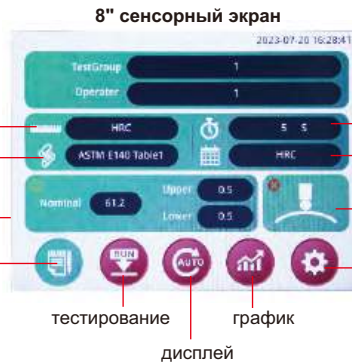 8" сенсорный экран
2023-07-20 16:28:41
TestGroup 1
Operater 1
HRC 5 5
ASTM E140 Table1 HRC
Nominal 61.2 Upper 0.5
Lower 0.5
RUN AUTO
тестирование график
дисплей